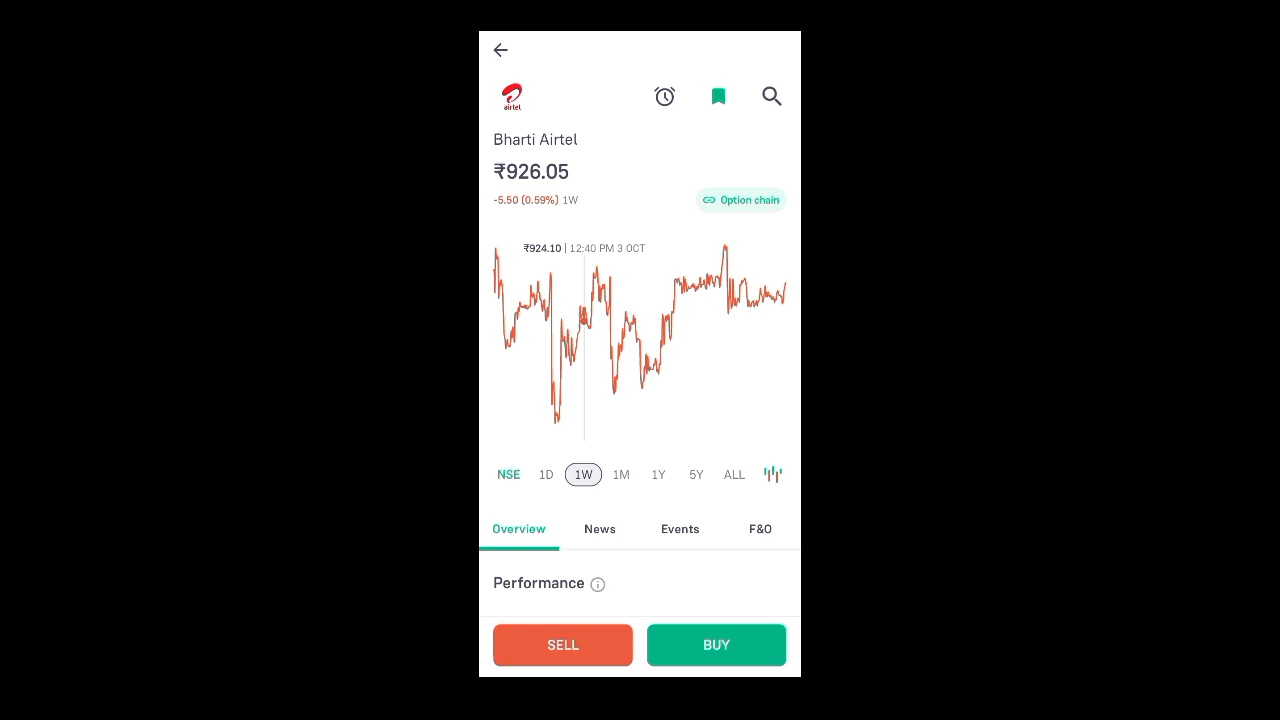 airtel
Bharti Airtel
₹926.05
-5.50 (0.59%) 1W
Option chain
₹924.10 | 12:40 PM 3 OCT
NSE 1D 1W 1M 1Y 5Y ALL
Overview News Events F&O
Performance
SELL BUY